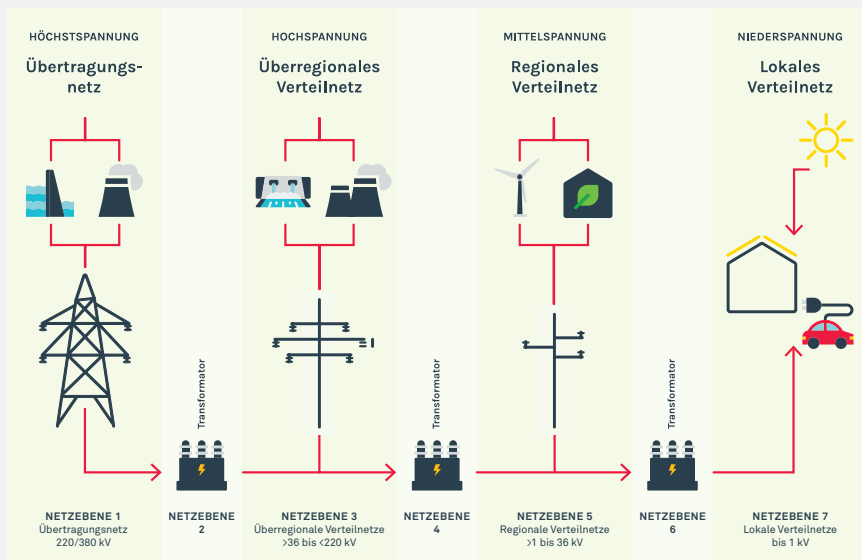 HÖCHSTSPANNUNG
Übertragungs-
netz
HOCHSPANNUNG
Überregionales
Verteilnetz
MITTELSPANNUNG
Regionales
Verteilnetz
NIEDERSPANNUNG
Lokales
Verteilnetz
Transformator
Transformator
Transformator
NETZEBENE 1
Übertragungsnetz
220/380 kV
NETZEBENE
2
NETZEBENE 3
Überregionale Verteilnetze
>36 bis <220 kV
NETZEBENE
4
NETZEBENE 5
Regionale Verteilnetze
>1 bis 36 kV
NETZEBENE
6
NETZEBENE 7
Lokale Verteilnetze
bis 1 kV